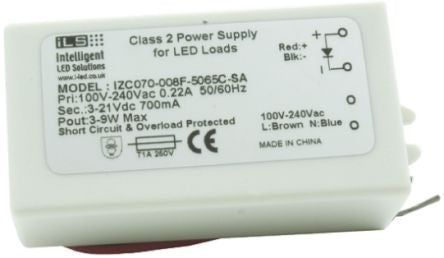 iLS
Intelligent
LED Solutions
www.i-led.co.uk
Class 2 Power Supply
for LED Loads
MODEL : IZC070-008F-5065C-SA
Pri:100V-240Vac 0.22A 50/60Hz
Sec.:3-21Vdc 700mA
Pout:3-9W Max
Short Circuit & Overload Protected
T1A 250V
CE
Red:+
Blk:-
100V-240Vac
L:Brown N:Blue
MADE IN CHINA